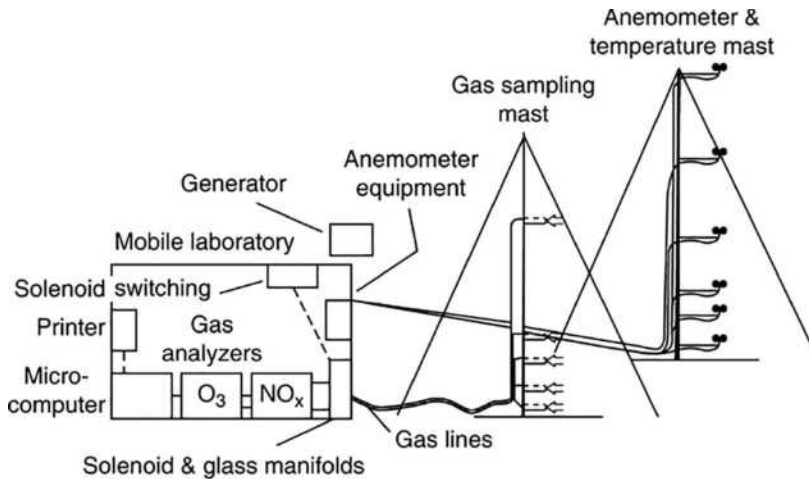 Anemometer &
temperature mast
Gas sampling
mast
Anemometer
equipment
Generator
Mobile laboratory
Solenoid switching
Printer
Gas
analyzers
Micro-
computer
O₃
NOₓ
Gas lines
Solenoid & glass manifolds